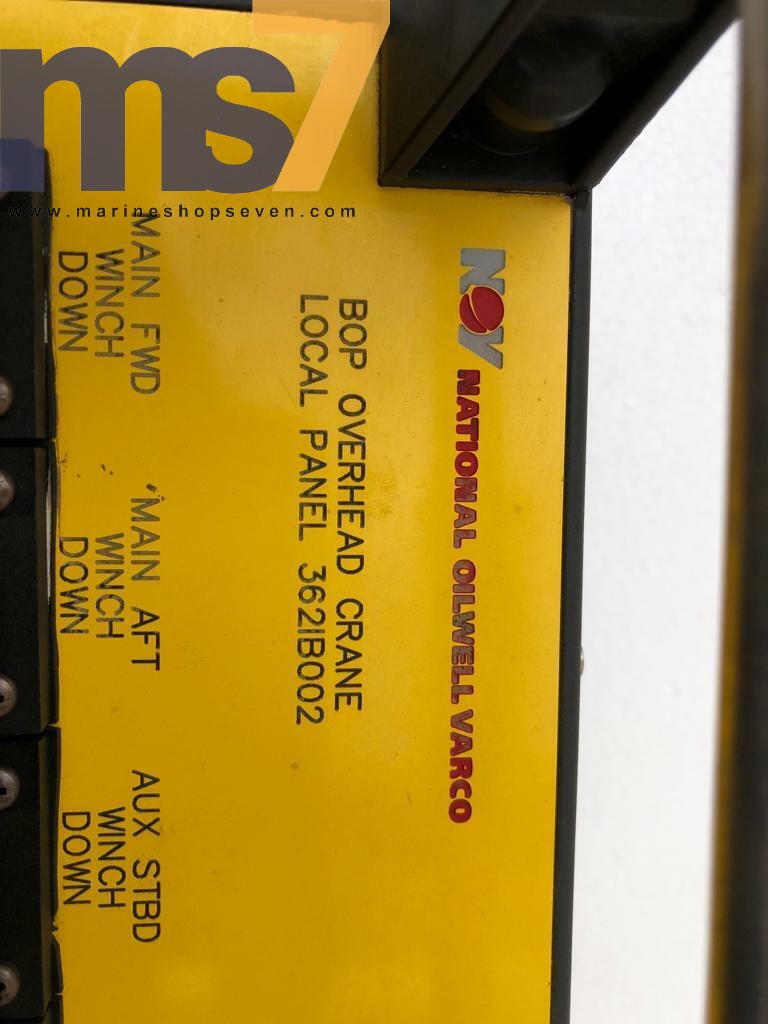 ms7
www.marineshopseven.com
NOV NATIONAL OILWELL VARCO
BOP OVERHEAD CRANE
LOCAL PANEL 362IB002
MAIN FWD
WINCH
DOWN
MAIN AFT
WINCH
DOWN
AUX STBD
WINCH
DOWN